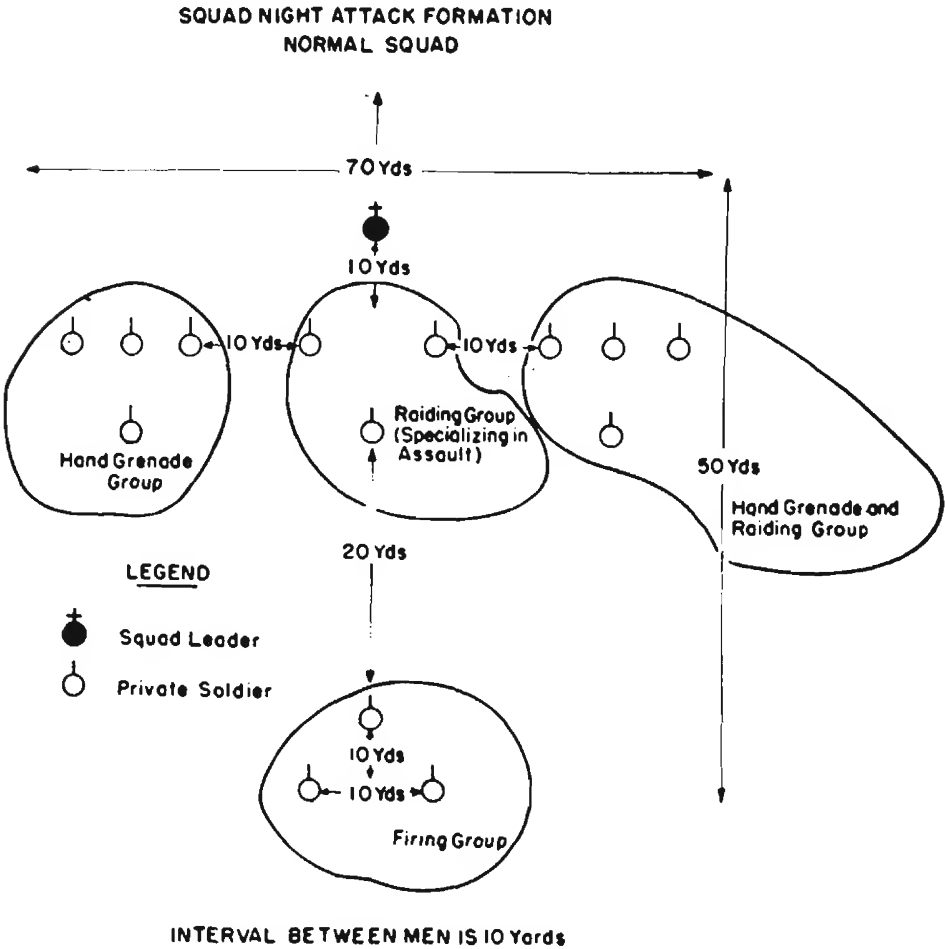 SQUAD NIGHT ATTACK FORMATION
NORMAL SQUAD
70 Yds
10 Yds
10 Yds
10 Yds
Raiding Group
(Specializing in
Assault)
Hand Grenade
Group
50 Yds
Hand Grenade and
Raiding Group
20 Yds
LEGEND
Squad Leader
Private Soldier
10 Yds
10 Yds
Firing Group
INTERVAL BETWEEN MEN IS 10 Yards